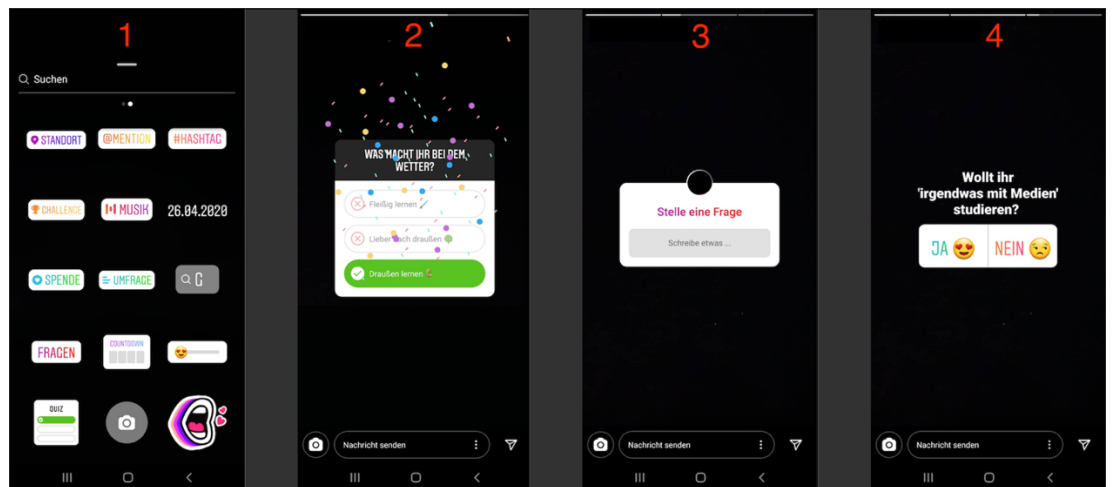 1
Suchen
STANDORT
@MENTION
#HASHTAG
CHALLENGE
MUSIK
26.04.2020
SPENDE
UMFRAGE
G
FRAGEN
COUNTDOWN
QUIZ
2
WAS MACHT IHR BEI DEM
WETTER?
Fleißig lernen
Lieber nach draußen
Draußen lernen
Nachricht senden
3
Stelle eine Frage
Schreibe etwas ...
Nachricht senden
4
Wollt ihr
'irgendwas mit Medien'
studieren?
JA
NEIN
Nachricht senden